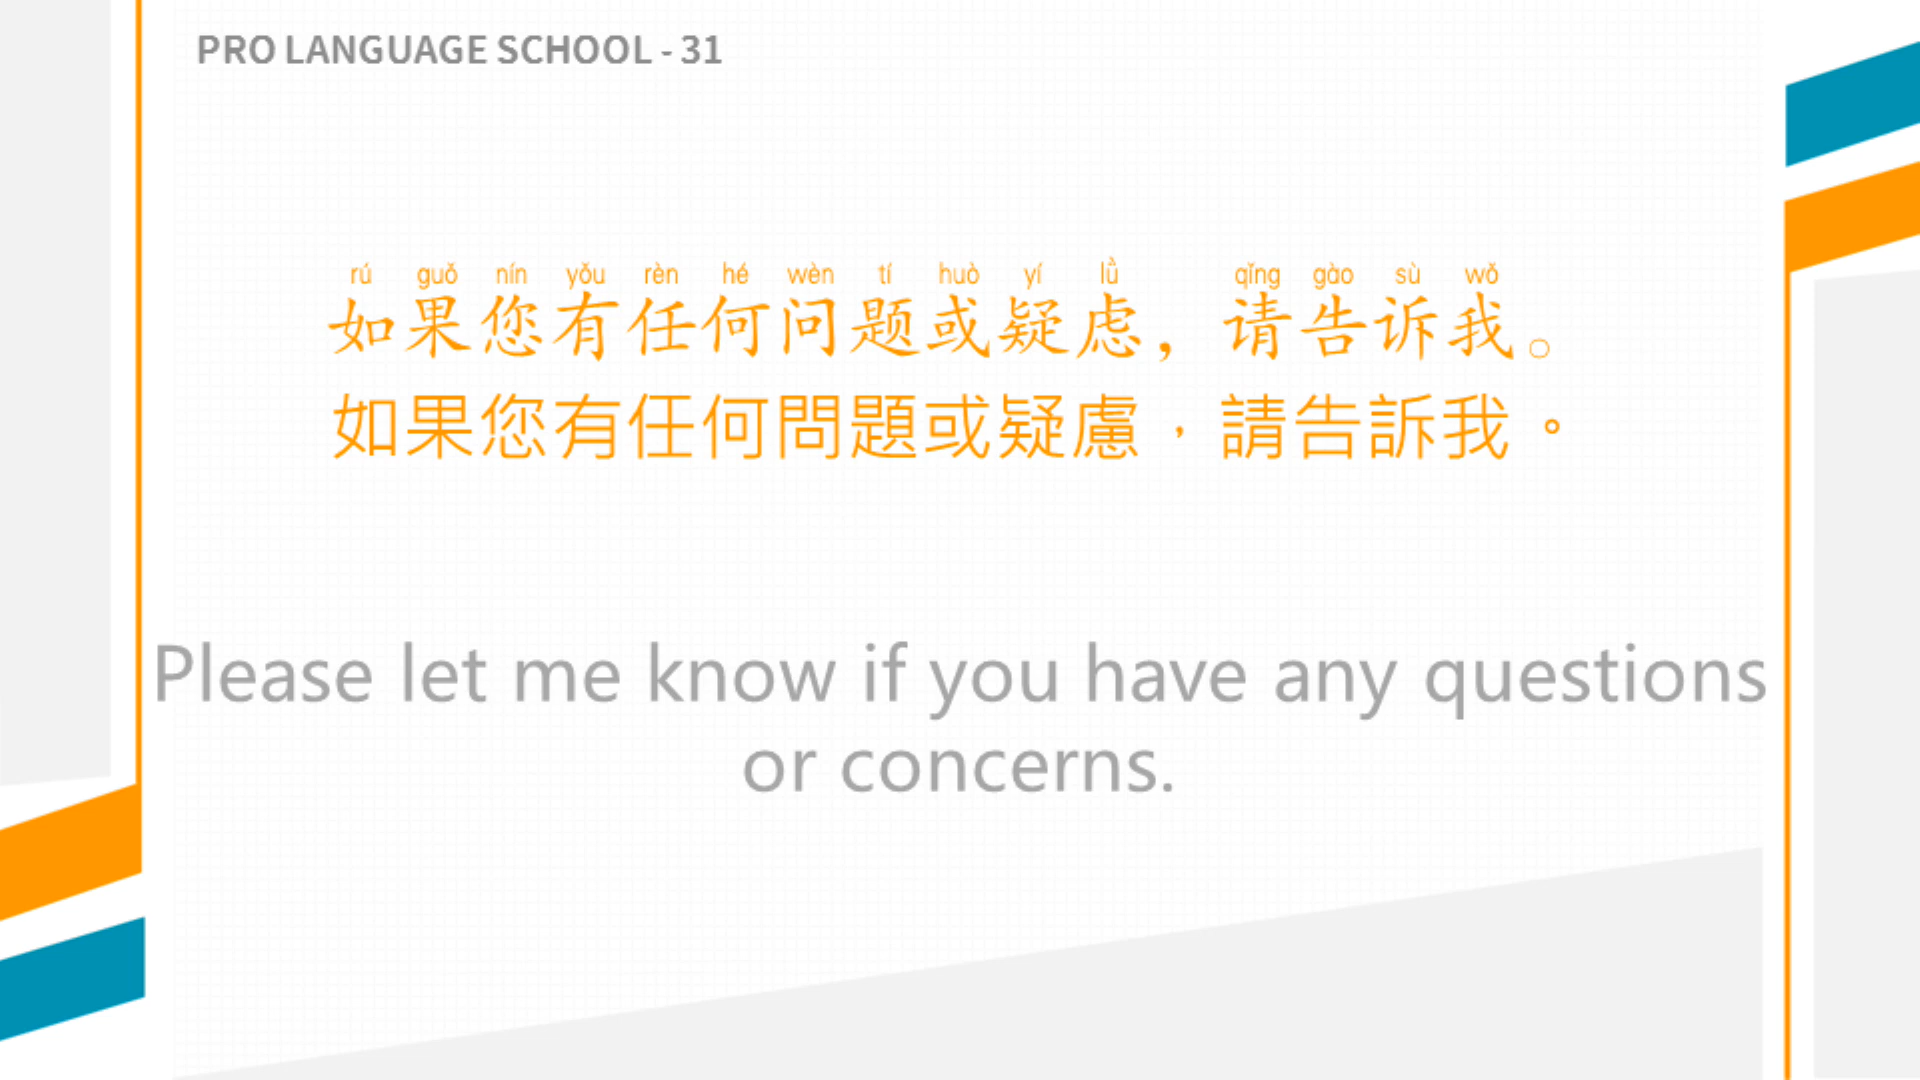 PRO LANGUAGE SCHOOL - 31
rú guǒ nín yǒu rèn hé wèn tí huò yí lǜ qǐng gào sù wǒ
如果您有任何问题或疑虑，请告诉我。
如果您有任何問題或疑慮，請告訴我。
Please let me know if you have any questions
or concerns.